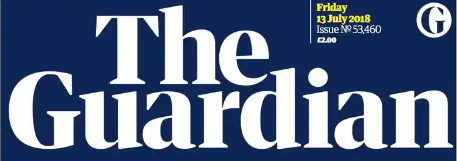 The
Guardian
Friday
13 July 2018
Issue № 53,460
£2.00
G